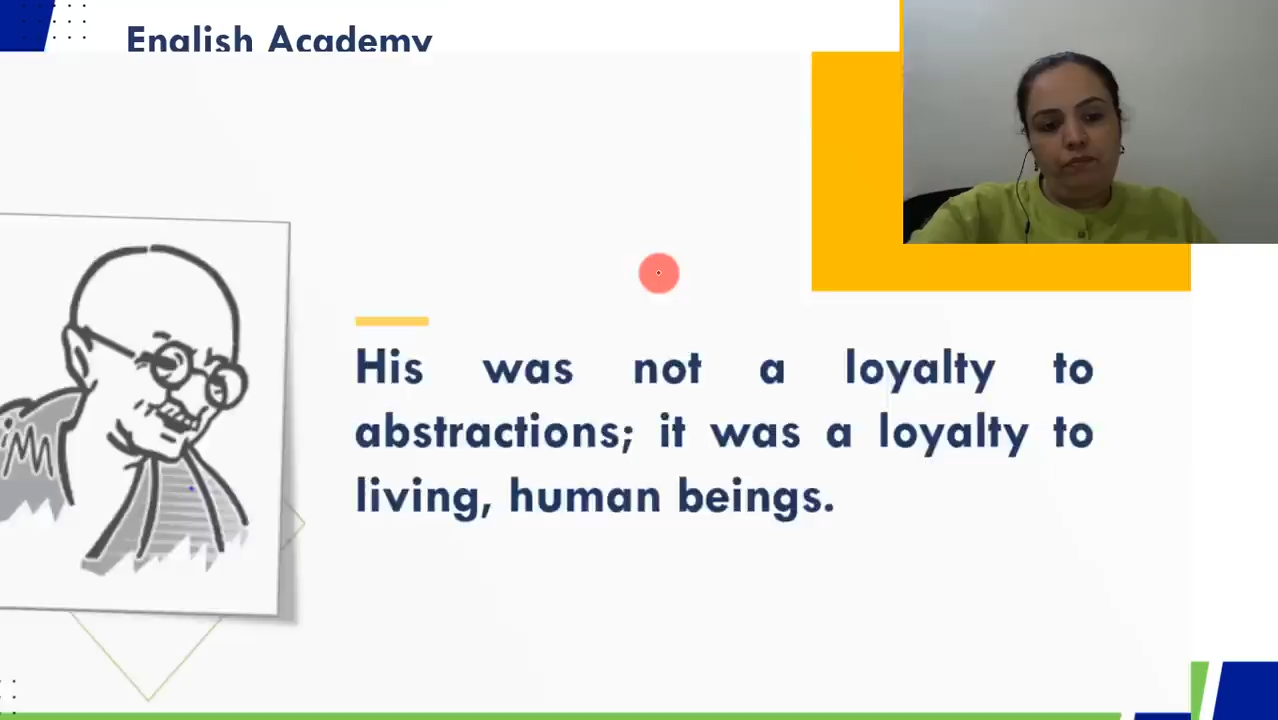 English Academy
His was not a loyalty to
abstractions; it was a loyalty to
living, human beings.